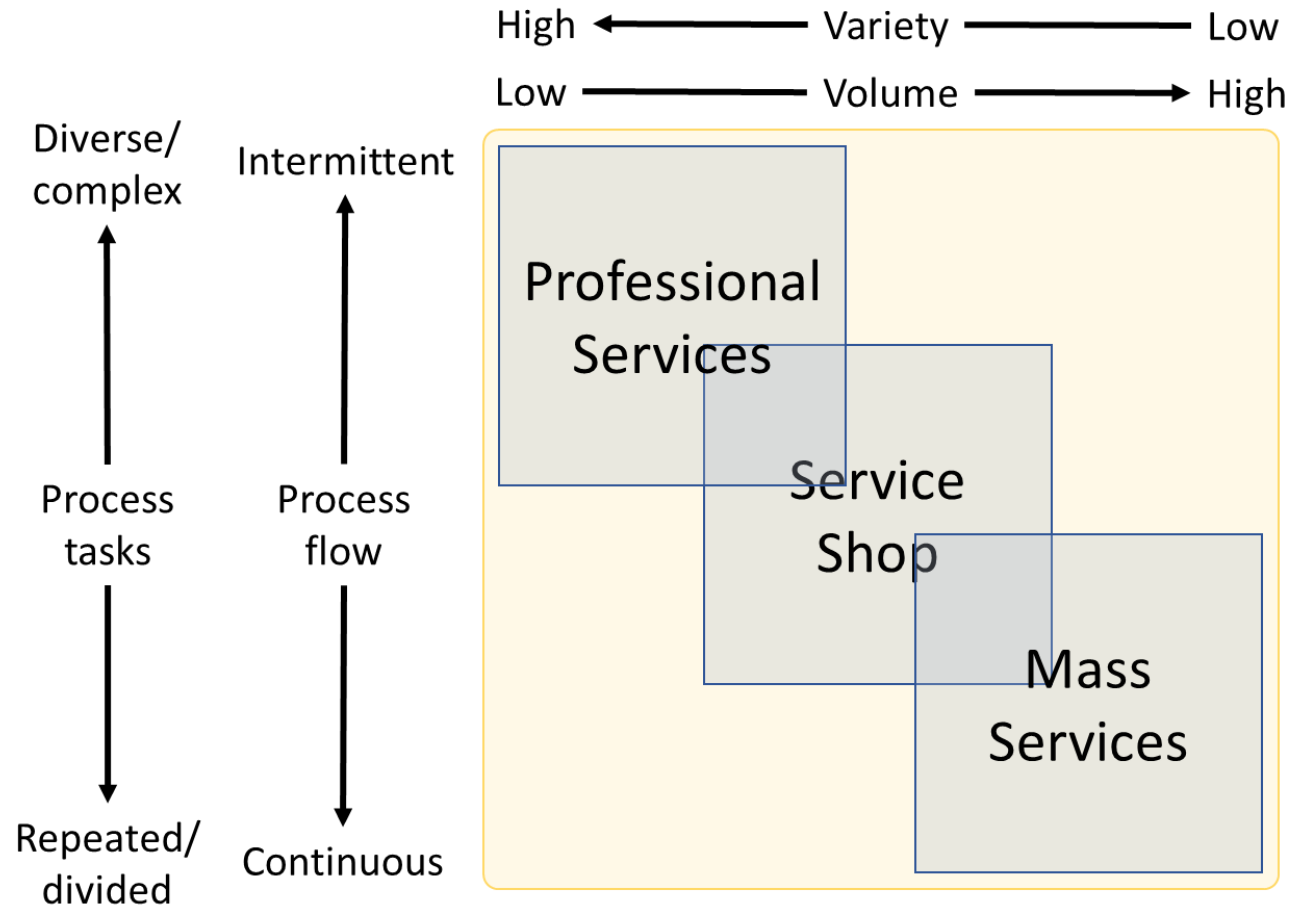 High Variety Low
Low Volume High
Diverse/
complex
Intermittent
Professional
Services
Service
Shop
Process
tasks
Process
flow
Mass
Services
Repeated/
divided
Continuous